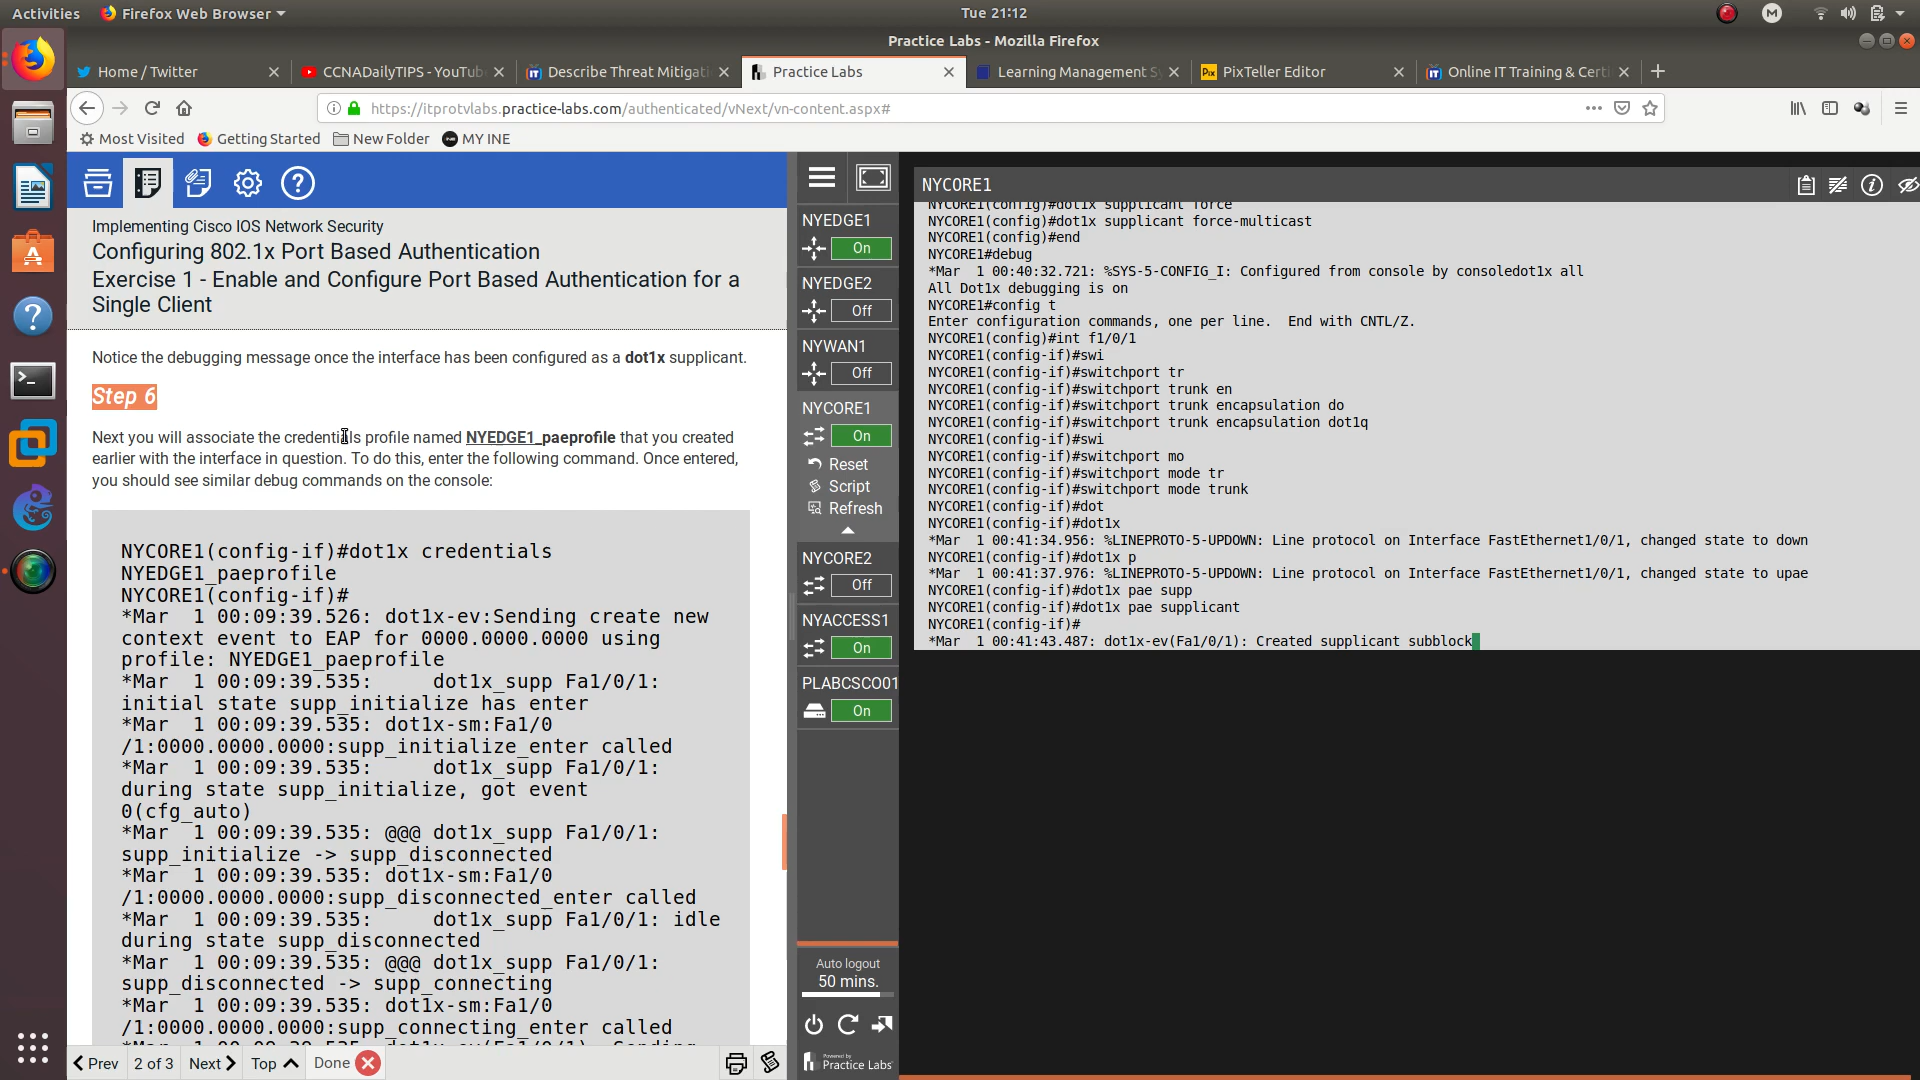 Activities
Firefox Web Browser
Tue 21:12
M
Practice Labs - Mozilla Firefox
Home / Twitter
CCNADailyTIPS - YouTub
Describe Threat Mitigati
Practice Labs
Learning Management Sy
Pix
PixTeller Editor
Online IT Training & Certi
https://itprotvlabs.practice-labs.com/authenticated/vNext/vn-content.aspx#
Most Visited
Getting Started
New Folder
MY INE
Implementing Cisco IOS Network Security
Configuring 802.1x Port Based Authentication
Exercise 1 - Enable and Configure Port Based Authentication for a
Single Client
Notice the debugging message once the interface has been configured as a dot1x supplicant.
Step 6
Next you will associate the credentials profile named NYEDGE1_paeprofile that you created
earlier with the interface in question. To do this, enter the following command. Once entered,
you should see similar debug commands on the console:
NYCORE1(config-if)#dot1x credentials
NYEDGE1_paeprofile
NYCORE1(config-if)#
*Mar  1 00:09:39.526: dot1x-ev:Sending create new
context event to EAP for 0000.0000.0000 using
profile: NYEDGE1_paeprofile
*Mar  1 00:09:39.535:     dot1x_supp Fa1/0/1:
initial state supp_initialize has enter
*Mar  1 00:09:39.535: dot1x-sm:Fa1/0
/1:0000.0000.0000:supp_initialize_enter called
*Mar  1 00:09:39.535:     dot1x_supp Fa1/0/1:
during state supp_initialize, got event
0(cfg_auto)
*Mar  1 00:09:39.535: @@@ dot1x_supp Fa1/0/1:
supp_initialize -> supp_disconnected
*Mar  1 00:09:39.535: dot1x-sm:Fa1/0
/1:0000.0000.0000:supp_disconnected_enter called
*Mar  1 00:09:39.535:     dot1x_supp Fa1/0/1: idle
during state supp_disconnected
*Mar  1 00:09:39.535: @@@ dot1x_supp Fa1/0/1:
supp_disconnected -> supp_connecting
*Mar  1 00:09:39.535: dot1x-sm:Fa1/0
/1:0000.0000.0000:supp_connecting_enter called
Prev
2 of 3
Next
Top
Done
NYEDGE1
On
NYEDGE2
Off
NYWAN1
Off
NYCORE1
On
Reset
Script
Refresh
NYCORE2
Off
NYACCESS1
On
PLABCSCO01
On
Auto logout
50 mins.
Powered by
Practice Labs
NYCORE1
NYCORE1(config)#dot1x supplicant force
NYCORE1(config)#dot1x supplicant force-multicast
NYCORE1(config)#end
NYCORE1#debug
*Mar  1 00:40:32.721: %SYS-5-CONFIG_I: Configured from console by consoledot1x all
All Dot1x debugging is on
NYCORE1#config t
Enter configuration commands, one per line.  End with CNTL/Z.
NYCORE1(config)#int f1/0/1
NYCORE1(config-if)#swi
NYCORE1(config-if)#switchport tr
NYCORE1(config-if)#switchport trunk en
NYCORE1(config-if)#switchport trunk encapsulation do
NYCORE1(config-if)#switchport trunk encapsulation dot1q
NYCORE1(config-if)#swi
NYCORE1(config-if)#switchport mo
NYCORE1(config-if)#switchport mode tr
NYCORE1(config-if)#switchport mode trunk
NYCORE1(config-if)#dot
NYCORE1(config-if)#dot1x
*Mar  1 00:41:34.956: %LINEPROTO-5-UPDOWN: Line protocol on Interface FastEthernet1/0/1, changed state to down
NYCORE1(config-if)#dot1x p
*Mar  1 00:41:37.976: %LINEPROTO-5-UPDOWN: Line protocol on Interface FastEthernet1/0/1, changed state to upae
NYCORE1(config-if)#dot1x pae supp
NYCORE1(config-if)#dot1x pae supplicant
NYCORE1(config-if)#
*Mar  1 00:41:43.487: dot1x-ev(Fa1/0/1): Created supplicant subblock